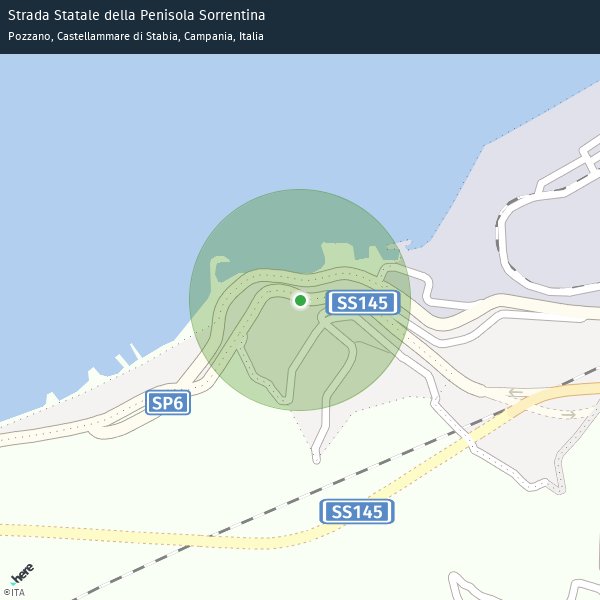 Strada Statale della Penisola Sorrentina
Pozzano, Castellammare di Stabia, Campania, Italia
SS145
SP6
SS145
here
©ITA